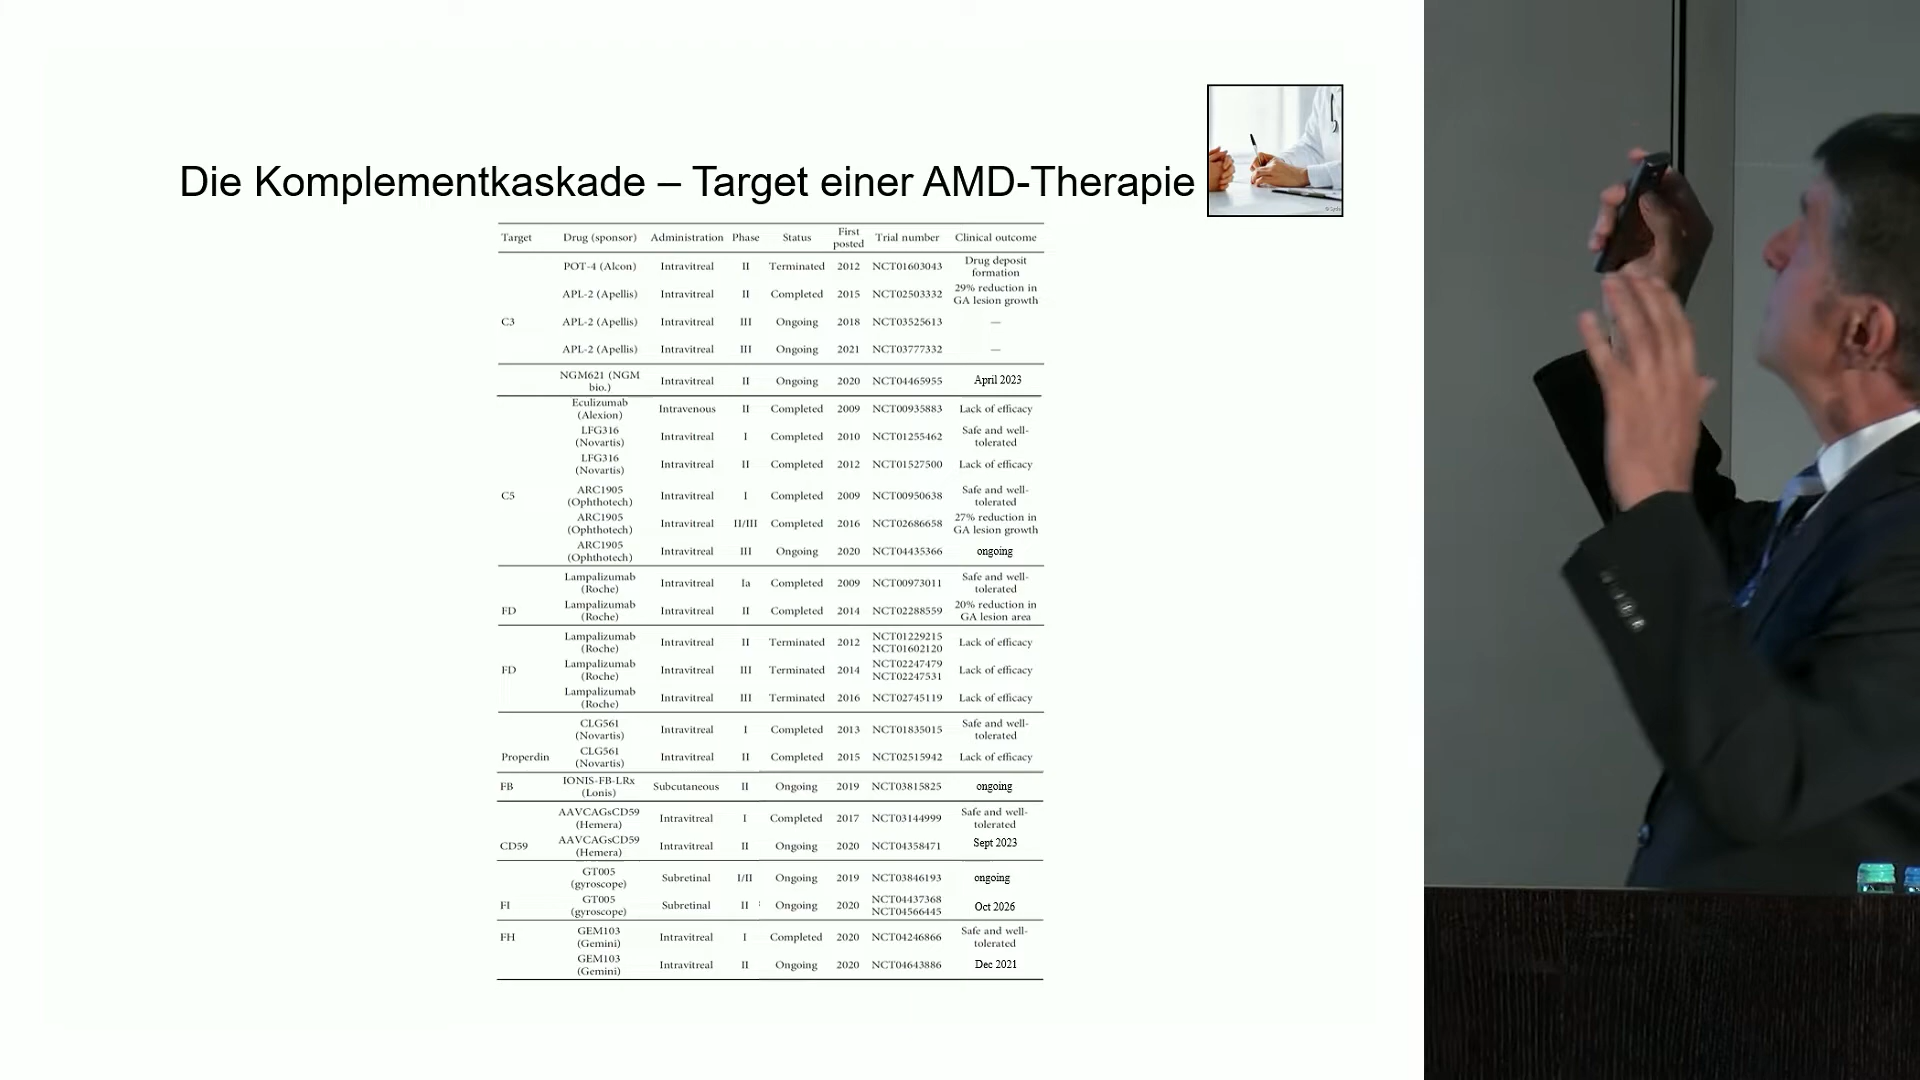 Die Komplementkaskade – Target einer AMD-Therapie
Target Drug (sponsor) Administration Phase Status First posted Trial number Clinical outcome
POT-4 (Alcon) Intravitreal II Terminated 2012 NCT01603043 Drug deposit formation
APL-2 (Apellis) Intravitreal II Completed 2015 NCT02503332 29% reduction in GA lesion growth
C3 APL-2 (Apellis) Intravitreal III Ongoing 2018 NCT03525613 —
APL-2 (Apellis) Intravitreal III Ongoing 2021 NCT03777332 —
NGM621 (NGM bio.) Intravitreal II Ongoing 2020 NCT04465955 April 2023
Eculizumab (Alexion) Intravenous II Completed 2009 NCT00935883 Lack of efficacy
LFG316 (Novartis) Intravitreal I Completed 2010 NCT01255462 Safe and well-tolerated
LFG316 (Novartis) Intravitreal II Completed 2012 NCT01527500 Lack of efficacy
C5 ARC1905 (Ophthotech) Intravitreal I Completed 2009 NCT00950638 Safe and well-tolerated
ARC1905 (Ophthotech) Intravitreal II/III Completed 2016 NCT02686658 27% reduction in GA lesion growth
ARC1905 (Ophthotech) Intravitreal III Ongoing 2020 NCT04435366 ongoing
Lampalizumab (Roche) Intravitreal Ia Completed 2009 NCT00973011 Safe and well-tolerated
FD Lampalizumab (Roche) Intravitreal II Completed 2014 NCT02288559 20% reduction in GA lesion area
Lampalizumab (Roche) Intravitreal II Terminated 2012 NCT01229215 NCT01602120 Lack of efficacy
FD Lampalizumab (Roche) Intravitreal III Terminated 2014 NCT02247479 NCT02247531 Lack of efficacy
Lampalizumab (Roche) Intravitreal III Terminated 2016 NCT02745119 Lack of efficacy
CLG561 (Novartis) Intravitreal I Completed 2013 NCT01835015 Safe and well-tolerated
Properdin CLG561 (Novartis) Intravitreal II Completed 2015 NCT02515942 Lack of efficacy
FB IONIS-FB-LRx (Lonis) Subcutaneous II Ongoing 2019 NCT03815825 ongoing
AAVCAGsCD59 (Hemera) Intravitreal I Completed 2017 NCT03144999 Safe and well-tolerated
CD59 AAVCAGsCD59 (Hemera) Intravitreal II Ongoing 2020 NCT04358471 Sept 2023
GT005 (gyroscope) Subretinal I/II Ongoing 2019 NCT03846193 ongoing
FI GT005 (gyroscope) Subretinal II Ongoing 2020 NCT04437368 NCT04566445 Oct 2026
FH GEM103 (Gemini) Intravitreal I Completed 2020 NCT04246866 Safe and well-tolerated
GEM103 (Gemini) Intravitreal II Ongoing 2020 NCT04643886 Dec 2021